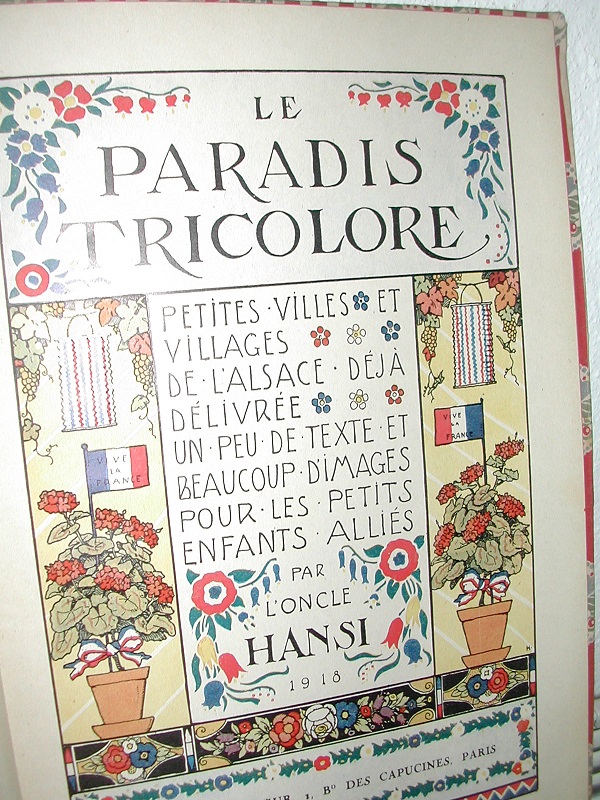 LE
PARADIS
TRICOLORE
PETITES·VILLES ET
VILLAGES
DE·L'ALSACE·DÉJÀ
DÉLIVRÉE
UN·PEU·DE·TEXTE·ET
BEAUCOUP·D'IMAGES
POUR·LES·PETITS
ENFANTS·ALLIÉS
PAR
L'ONCLE
HANSI
1918
VIVE
LA
FRANCE
VIVE
LA
FRANCE
H.
1, Bᴰ DES CAPUCINES. PARIS